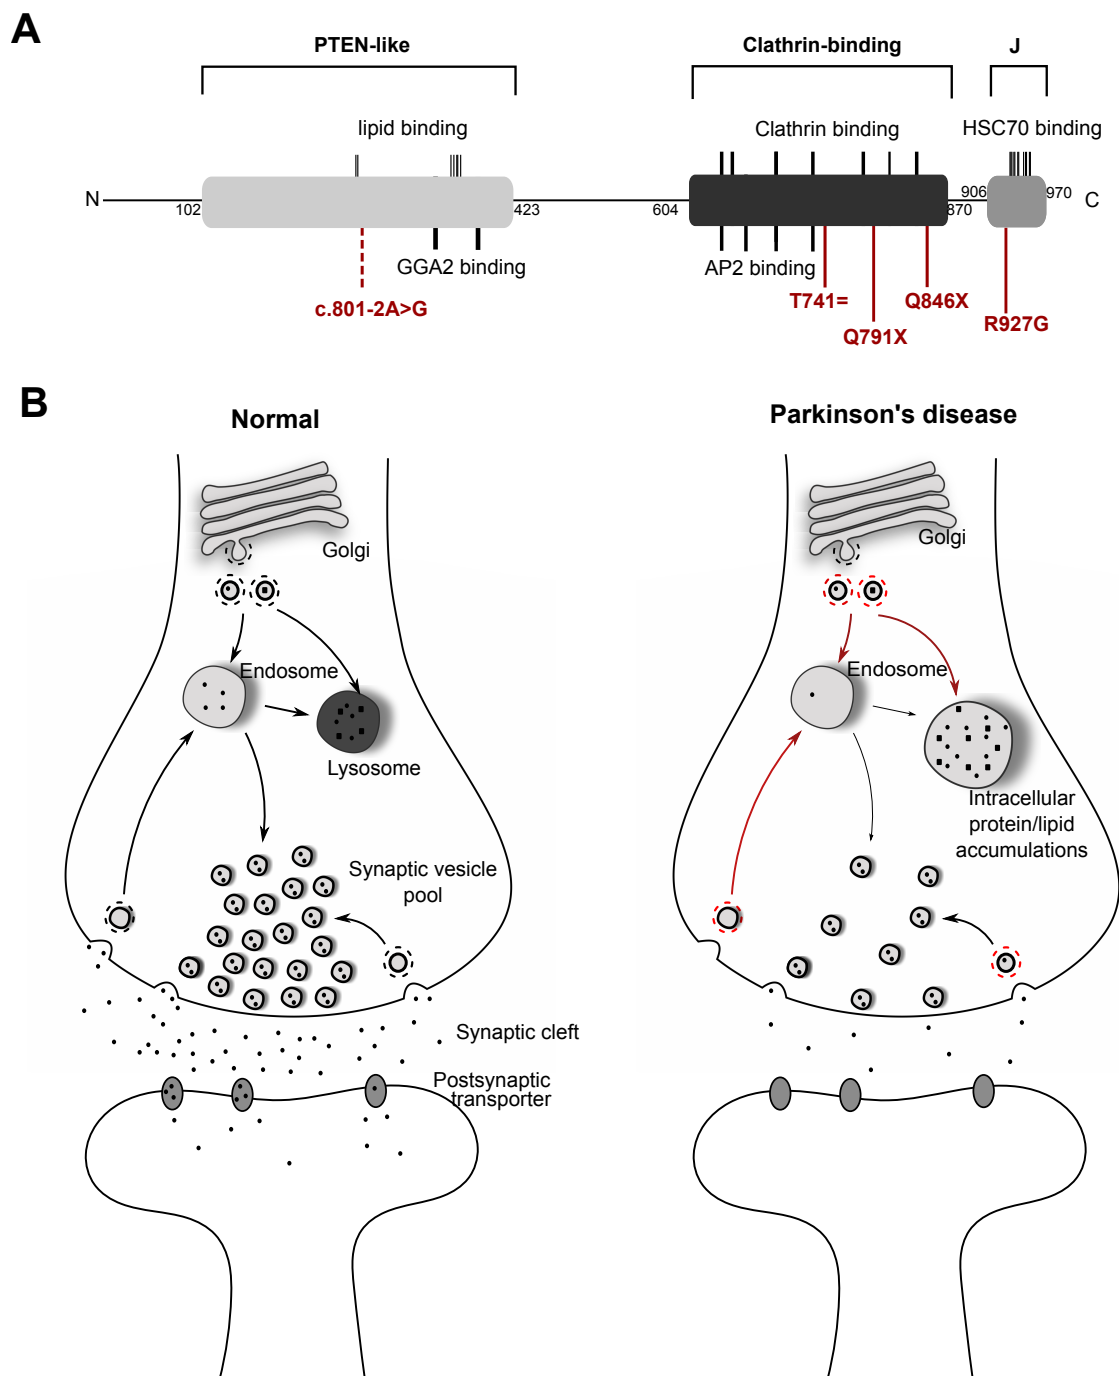 A
PTEN-like
Clathrin-binding
J
lipid binding
Clathrin binding
HSC70 binding
N
102
423
604
870
906
970
C
GGA2 binding
AP2 binding
c.801-2A>G
T741=
Q791X
Q846X
R927G
B
Normal
Parkinson's disease
Golgi
Endosome
Lysosome
Synaptic vesicle
pool
Synaptic cleft
Postsynaptic
transporter
Golgi
Endosome
Intracellular
protein/lipid
accumulations